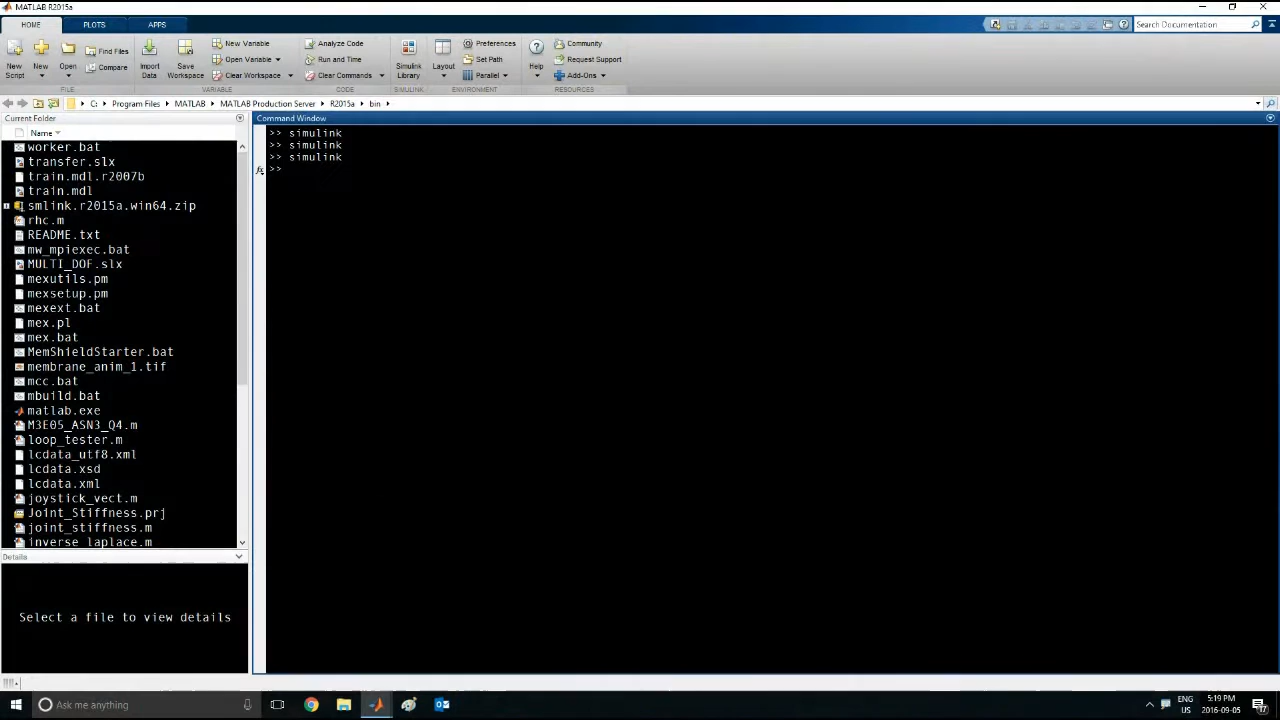 MATLAB R2015a
HOME
PLOTS
APPS
Search Documentation
New Script
New
Open
Find Files
Compare
Import Data
Save Workspace
New Variable
Open Variable
Clear Workspace
Analyze Code
Run and Time
Clear Commands
Simulink Library
Layout
Preferences
Set Path
Parallel
Help
Community
Request Support
Add-Ons
FILE
VARIABLE
CODE
SIMULINK
ENVIRONMENT
RESOURCES
C: Program Files MATLAB MATLAB Production Server R2015a bin
Current Folder
Name
worker.bat
transfer.slx
train.mdl.r2007b
train.mdl
smlink.r2015a.win64.zip
rhc.m
README.txt
mw_mpiexec.bat
MULTI_DOF.slx
mexutils.pm
mexsetup.pm
mexext.bat
mex.pl
mex.bat
MemShieldStarter.bat
membrane_anim_1.tif
mcc.bat
mbuild.bat
matlab.exe
M3E05_ASN3_Q4.m
loop_tester.m
lcdata_utf8.xml
lcdata.xsd
lcdata.xml
joystick_vect.m
Joint_Stiffness.prj
joint_stiffness.m
inverse_laplace.m
Details
Select a file to view details
Command Window
>> simulink
>> simulink
>> simulink
fx >>
Ask me anything
ENG
US
5:19 PM
2016-09-05